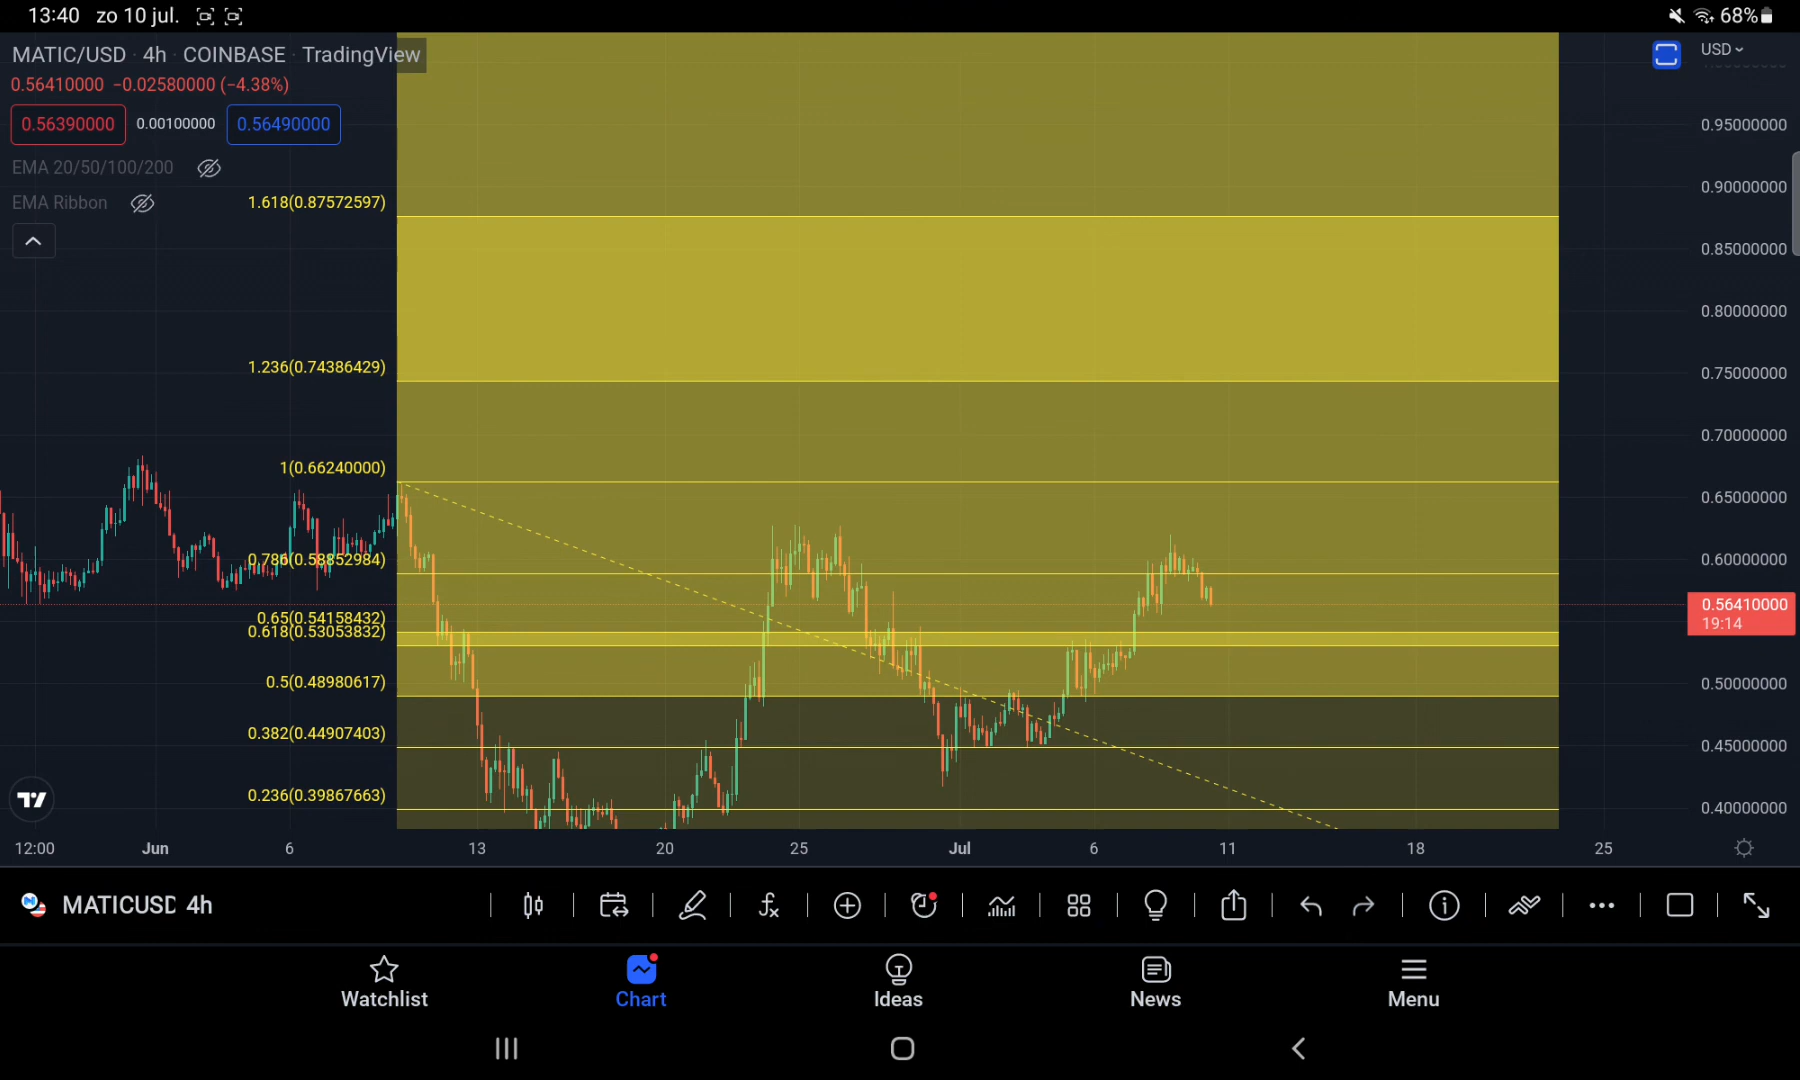 13:40 zo 10 jul. 68%
MATIC/USD · 4h · COINBASE · TradingView
USD
0.56410000 −0.02580000 (−4.38%)
0.56390000 0.00100000 0.56490000
EMA 20/50/100/200
EMA Ribbon
1.618(0.87572597)
1.236(0.74386429)
1(0.66240000)
0.786(0.58852984)
0.65(0.54158432)
0.618(0.53053832)
0.5(0.48980617)
0.382(0.44907403)
0.236(0.39867663)
0.95000000
0.90000000
0.85000000
0.80000000
0.75000000
0.70000000
0.65000000
0.60000000
0.56410000
19:14
0.50000000
0.45000000
0.40000000
12:00 Jun 6 13 20 25 Jul 6 11 18 25
MATICUSD 4h
Watchlist Chart Ideas News Menu